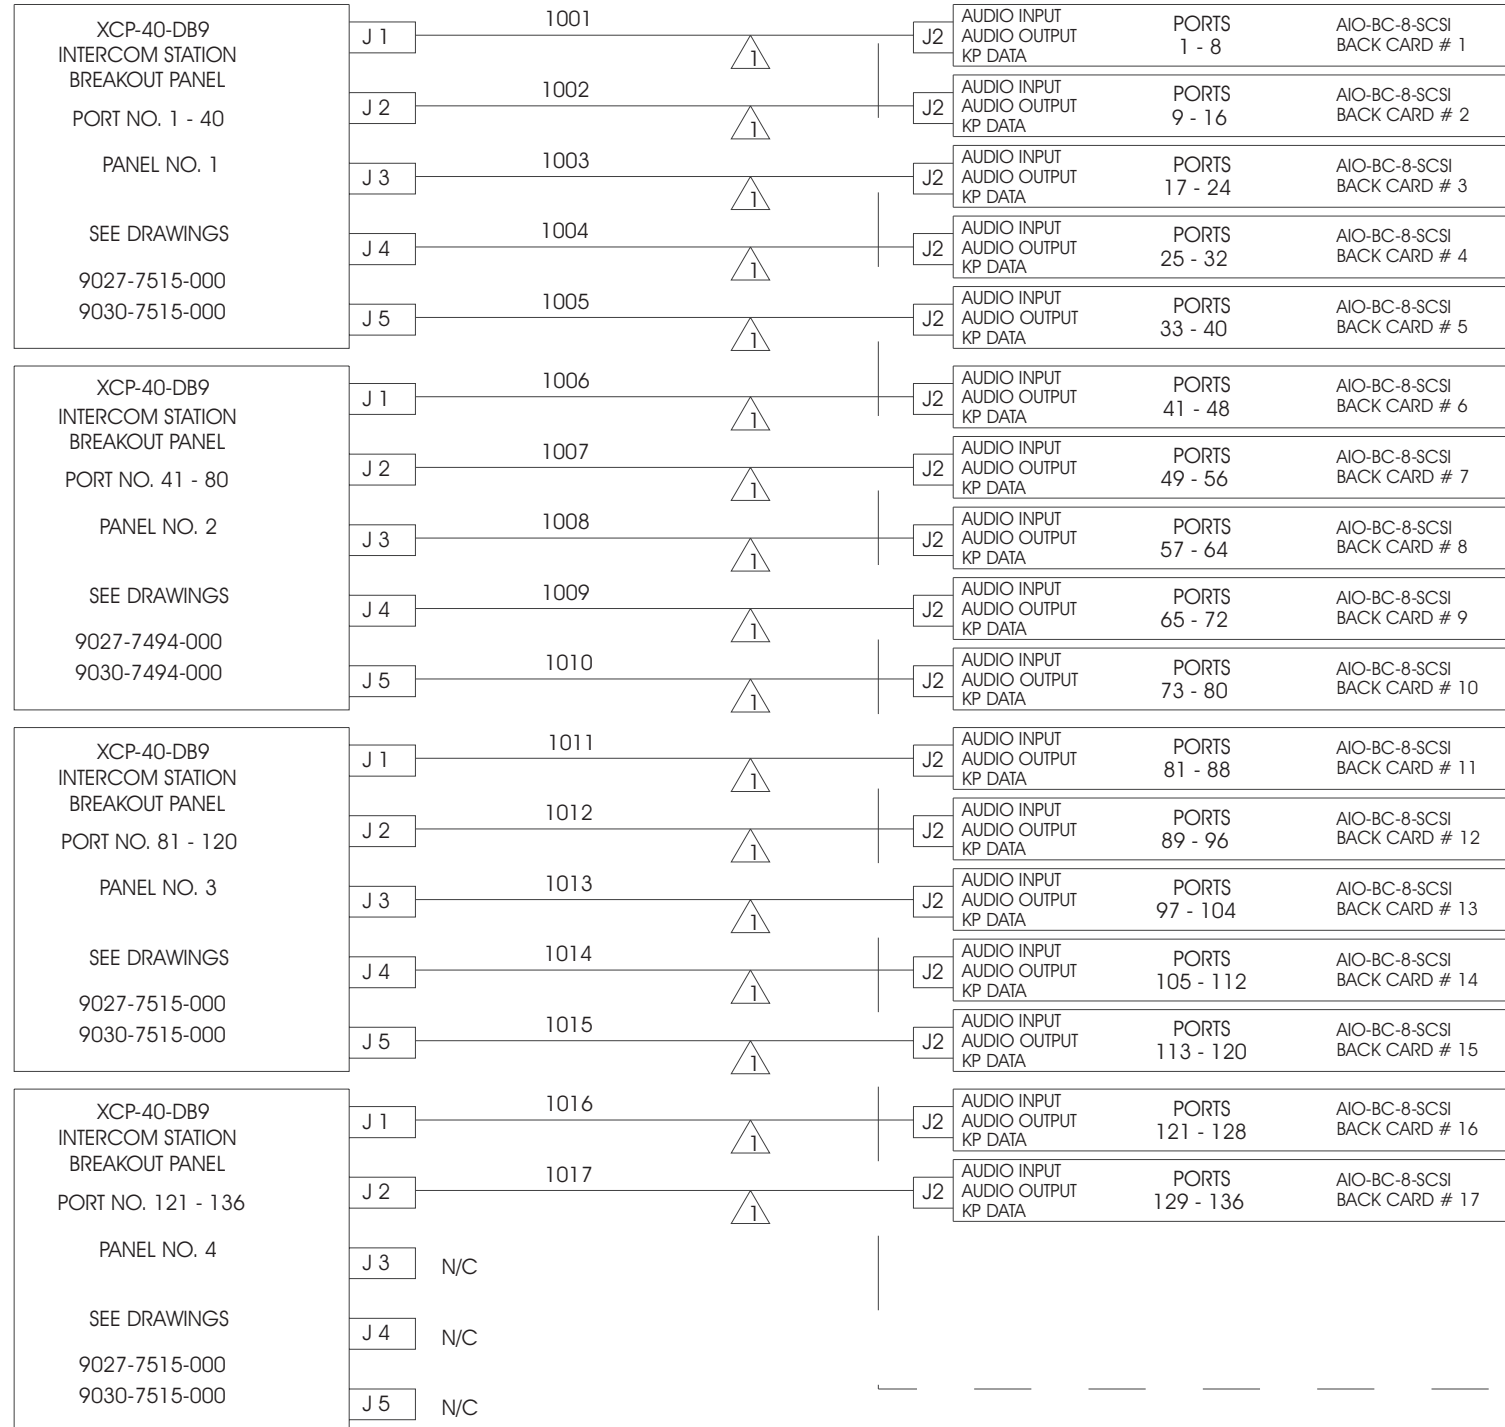 XCP-40-DB9
INTERCOM STATION
BREAKOUT PANEL
PORT NO. 1 - 40
PANEL NO. 1
SEE DRAWINGS
9027-7515-000
9030-7515-000
J 1
1001
1
J2
AUDIO INPUT
AUDIO OUTPUT
KP DATA
PORTS
1 - 8
AIO-BC-8-SCSI
BACK CARD # 1
J 2
1002
1
J2
AUDIO INPUT
AUDIO OUTPUT
KP DATA
PORTS
9 - 16
AIO-BC-8-SCSI
BACK CARD # 2
J 3
1003
1
J2
AUDIO INPUT
AUDIO OUTPUT
KP DATA
PORTS
17 - 24
AIO-BC-8-SCSI
BACK CARD # 3
J 4
1004
1
J2
AUDIO INPUT
AUDIO OUTPUT
KP DATA
PORTS
25 - 32
AIO-BC-8-SCSI
BACK CARD # 4
J 5
1005
1
J2
AUDIO INPUT
AUDIO OUTPUT
KP DATA
PORTS
33 - 40
AIO-BC-8-SCSI
BACK CARD # 5
XCP-40-DB9
INTERCOM STATION
BREAKOUT PANEL
PORT NO. 41 - 80
PANEL NO. 2
SEE DRAWINGS
9027-7494-000
9030-7494-000
J 1
1006
1
J2
AUDIO INPUT
AUDIO OUTPUT
KP DATA
PORTS
41 - 48
AIO-BC-8-SCSI
BACK CARD # 6
J 2
1007
1
J2
AUDIO INPUT
AUDIO OUTPUT
KP DATA
PORTS
49 - 56
AIO-BC-8-SCSI
BACK CARD # 7
J 3
1008
1
J2
AUDIO INPUT
AUDIO OUTPUT
KP DATA
PORTS
57 - 64
AIO-BC-8-SCSI
BACK CARD # 8
J 4
1009
1
J2
AUDIO INPUT
AUDIO OUTPUT
KP DATA
PORTS
65 - 72
AIO-BC-8-SCSI
BACK CARD # 9
J 5
1010
1
J2
AUDIO INPUT
AUDIO OUTPUT
KP DATA
PORTS
73 - 80
AIO-BC-8-SCSI
BACK CARD # 10
XCP-40-DB9
INTERCOM STATION
BREAKOUT PANEL
PORT NO. 81 - 120
PANEL NO. 3
SEE DRAWINGS
9027-7515-000
9030-7515-000
J 1
1011
1
J2
AUDIO INPUT
AUDIO OUTPUT
KP DATA
PORTS
81 - 88
AIO-BC-8-SCSI
BACK CARD # 11
J 2
1012
1
J2
AUDIO INPUT
AUDIO OUTPUT
KP DATA
PORTS
89 - 96
AIO-BC-8-SCSI
BACK CARD # 12
J 3
1013
1
J2
AUDIO INPUT
AUDIO OUTPUT
KP DATA
PORTS
97 - 104
AIO-BC-8-SCSI
BACK CARD # 13
J 4
1014
1
J2
AUDIO INPUT
AUDIO OUTPUT
KP DATA
PORTS
105 - 112
AIO-BC-8-SCSI
BACK CARD # 14
J 5
1015
1
J2
AUDIO INPUT
AUDIO OUTPUT
KP DATA
PORTS
113 - 120
AIO-BC-8-SCSI
BACK CARD # 15
XCP-40-DB9
INTERCOM STATION
BREAKOUT PANEL
PORT NO. 121 - 136
PANEL NO. 4
SEE DRAWINGS
9027-7515-000
9030-7515-000
J 1
1016
1
J2
AUDIO INPUT
AUDIO OUTPUT
KP DATA
PORTS
121 - 128
AIO-BC-8-SCSI
BACK CARD # 16
J 2
1017
1
J2
AUDIO INPUT
AUDIO OUTPUT
KP DATA
PORTS
129 - 136
AIO-BC-8-SCSI
BACK CARD # 17
J 3
N/C
J 4
N/C
J 5
N/C